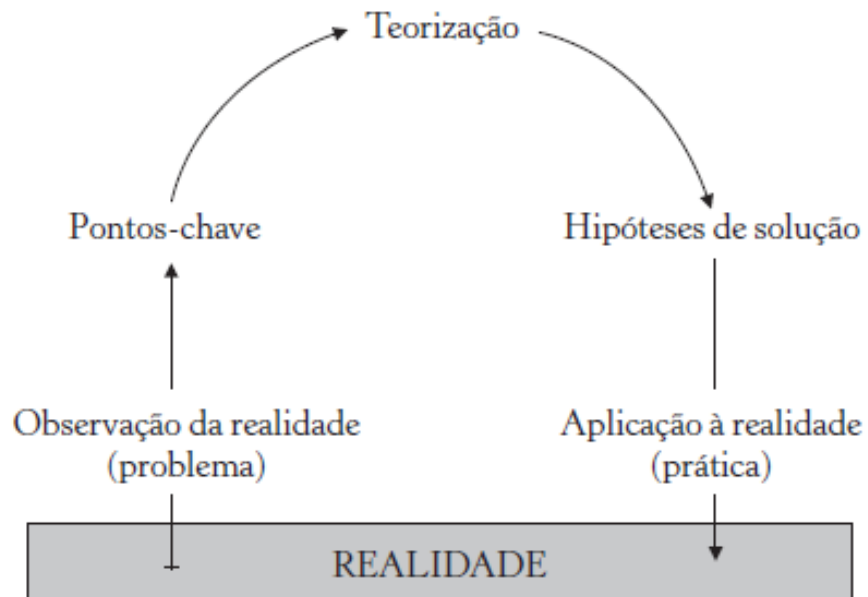 Teorização
Pontos-chave
Hipóteses de solução
Observação da realidade
(problema)
Aplicação à realidade
(prática)
REALIDADE